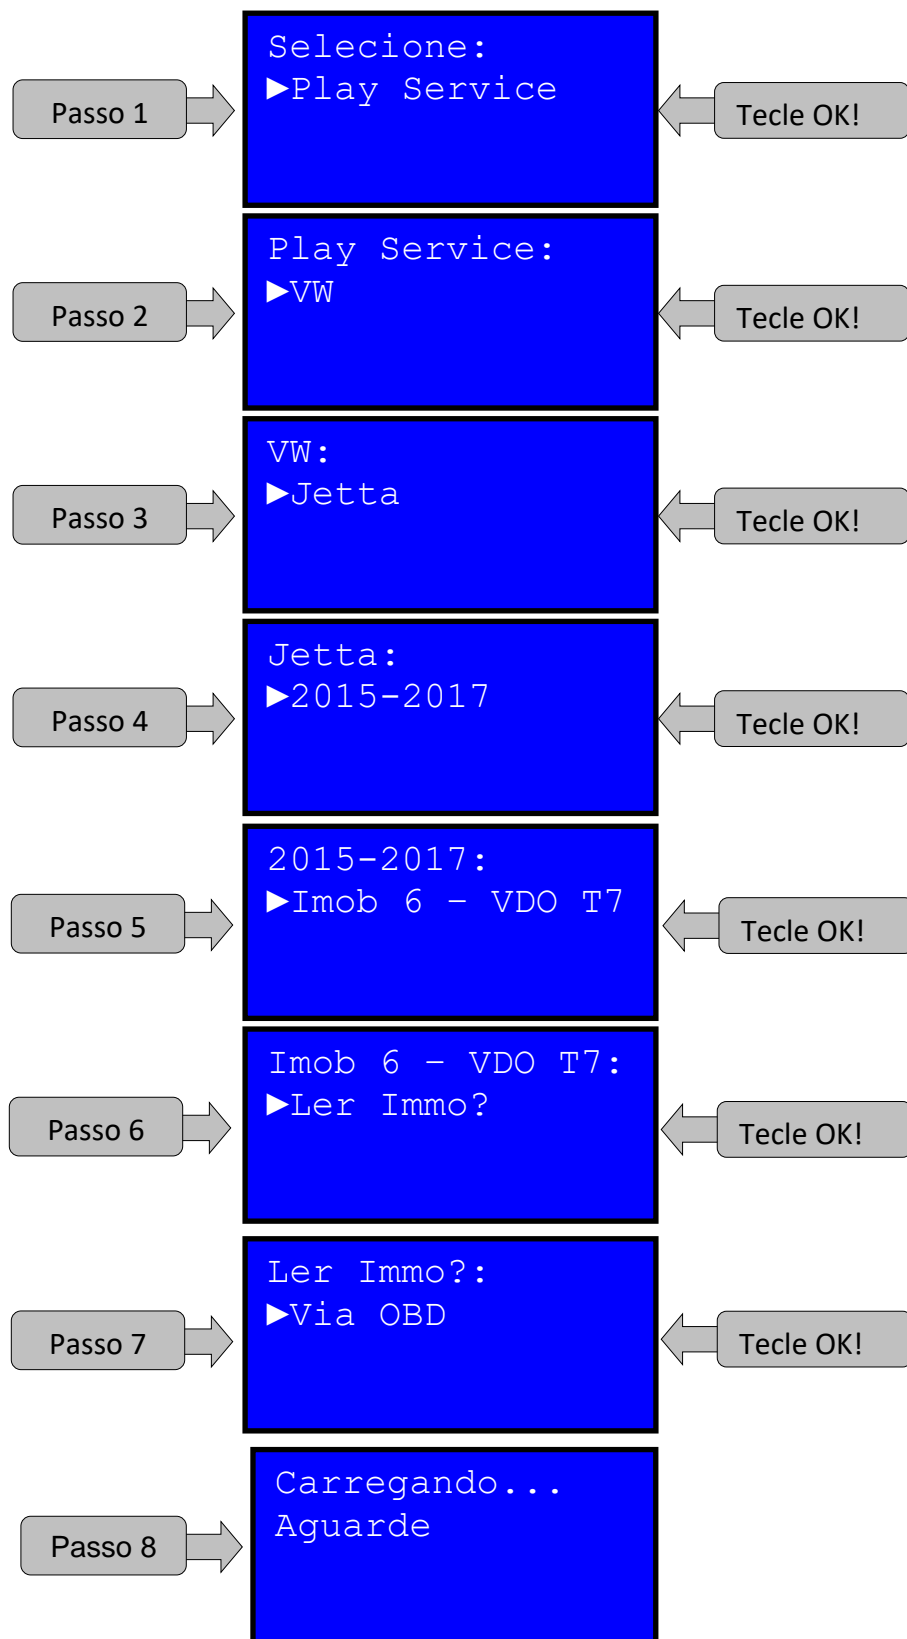 Selecione:
Passo 1
►Play Service
Tecle OK!
Play Service:
Passo 2
►VW
Tecle OK!
VW:
Passo 3
►Jetta
Tecle OK!
Jetta:
Passo 4
►2015-2017
Tecle OK!
2015-2017:
Passo 5
►Imob 6 – VDO T7
Tecle OK!
Imob 6 – VDO T7:
Passo 6
►Ler Immo?
Tecle OK!
Ler Immo?:
Passo 7
►Via OBD
Tecle OK!
Carregando...
Passo 8
Aguarde